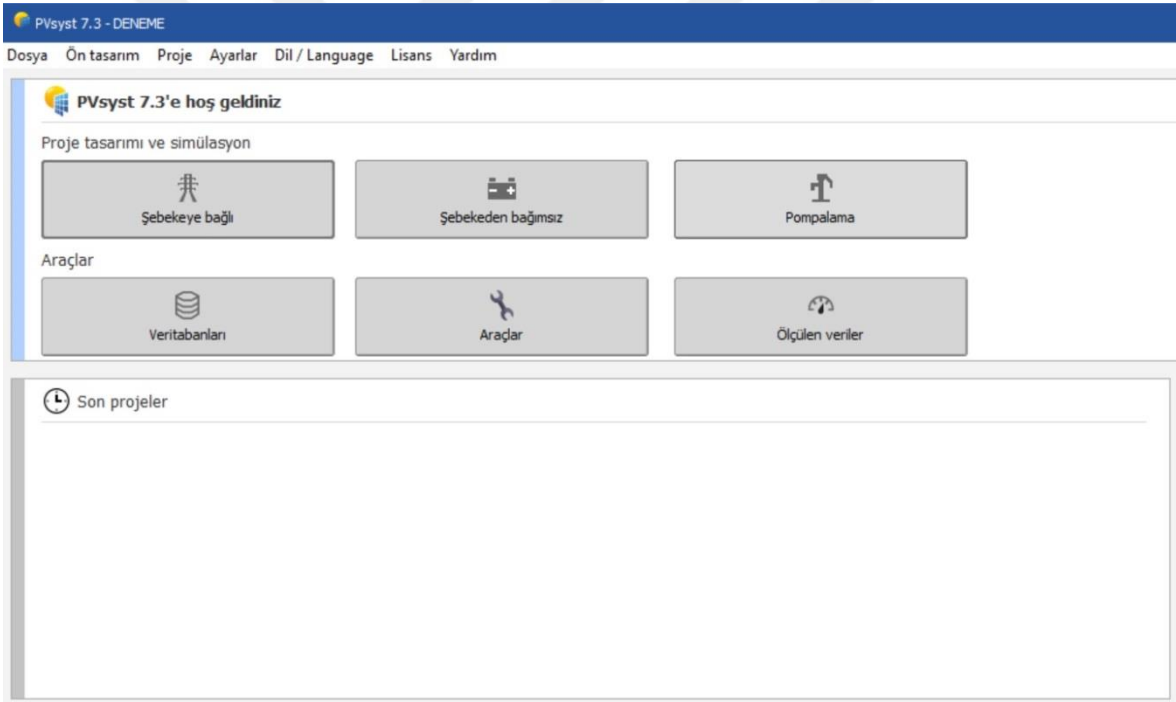 PVsyst 7.3 - DENEME
Dosya Ön tasarım Proje Ayarlar Dil / Language Lisans Yardım
PVsyst 7.3'e hoş geldiniz
Proje tasarımı ve simülasyon
Şebekeye bağlı Şebekeden bağımsız Pompalama
Araçlar
Veritabanları Araçlar Ölçülen veriler
Son projeler